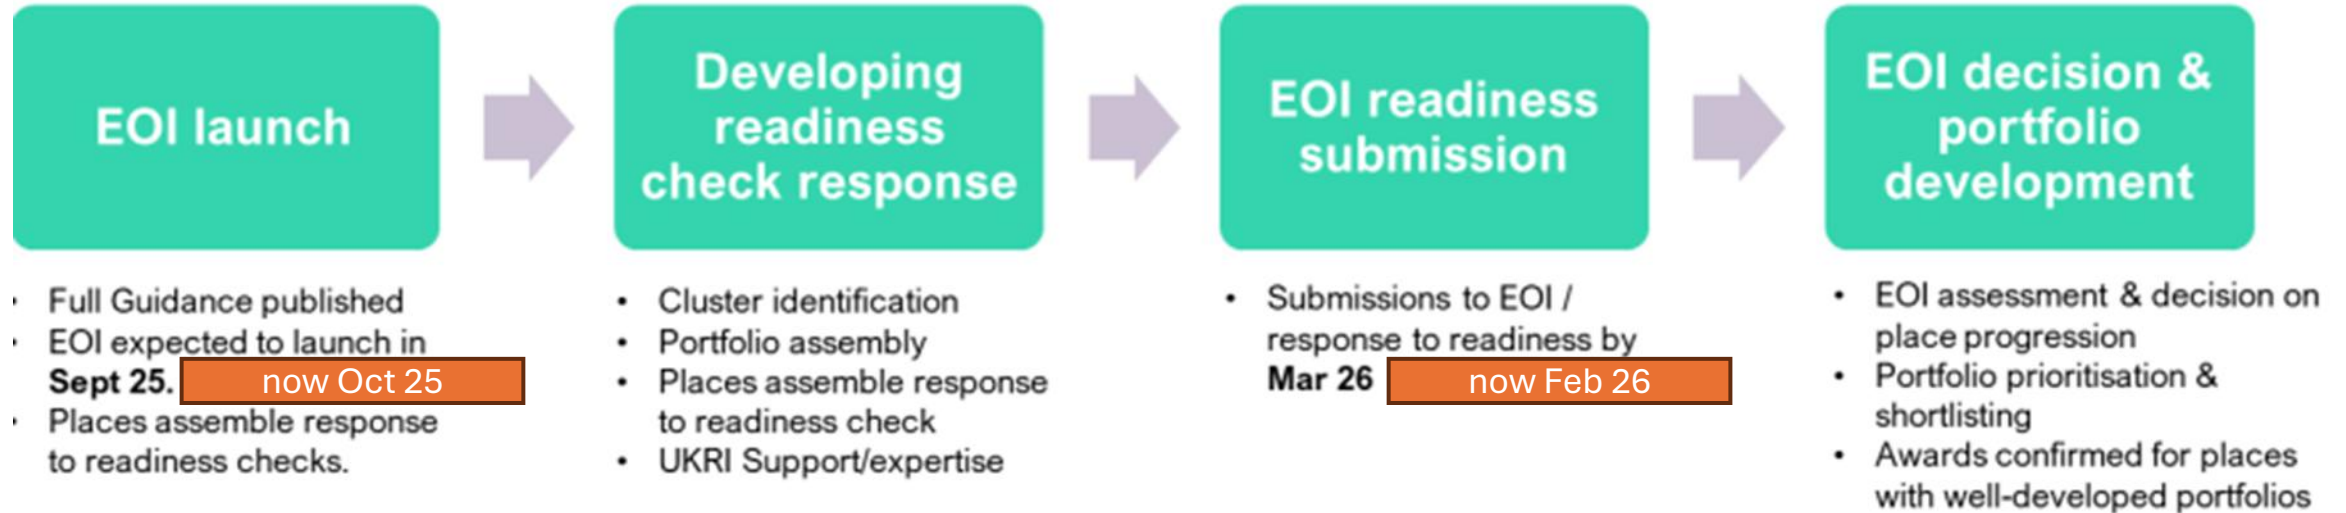 EOI launch
• Full Guidance published
• EOI expected to launch in
Sept 25. now Oct 25
• Places assemble response
to readiness checks.
Developing
readiness
check response
• Cluster identification
• Portfolio assembly
• Places assemble response
to readiness check
• UKRI Support/expertise
EOI readiness
submission
• Submissions to EOI /
response to readiness by
Mar 26 now Feb 26
EOI decision &
portfolio
development
• EOI assessment & decision on
place progression
• Portfolio prioritisation &
shortlisting
• Awards confirmed for places
with well-developed portfolios